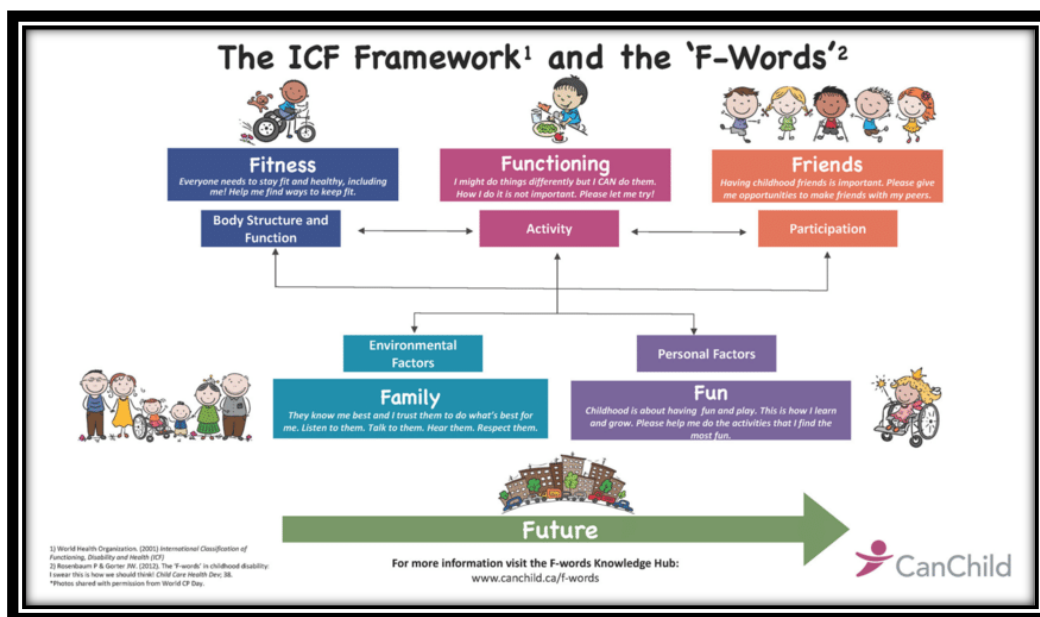 The ICF Framework¹ and the ‘F-Words’²
Fitness
Everyone needs to stay fit and healthy, including
me! Help me find ways to keep fit.
Functioning
I might do things differently but I CAN do them.
How I do it is not important. Please let me try!
Friends
Having childhood friends is important. Please give
me opportunities to make friends with my peers.
Body Structure and
Function
Activity
Participation
Environmental
Factors
Personal Factors
Family
They know me best and I trust them to do what's best for
me. Listen to them. Talk to them. Hear them. Respect them.
Fun
Childhood is about having fun and play. This is how I learn
and grow. Please help me do the activities that I find the
most fun.
Future
1) World Health Organization. (2001) International Classification of
Functioning, Disability and Health (ICF)
2) Rosenbaum P & Gorter JW. (2012). The 'F-words' in childhood disability:
I swear this is how we should think! Child Care Health Dev; 38.
*Photos shared with permission from World CP Day.
For more information visit the F-words Knowledge Hub:
www.canchild.ca/f-words
CanChild